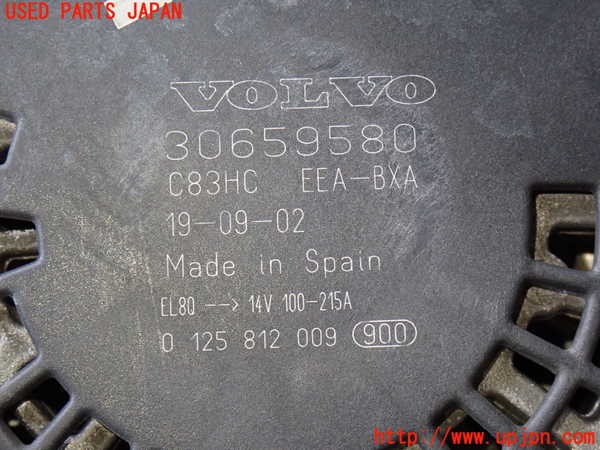 USED PARTS JAPAN
VOLVO
30659580
C83HC EEA-BXA
19-09-02
Made in Spain
EL8Q --> 14V 100-215A
0 125 812 009 900
http://www.upjpn.com/